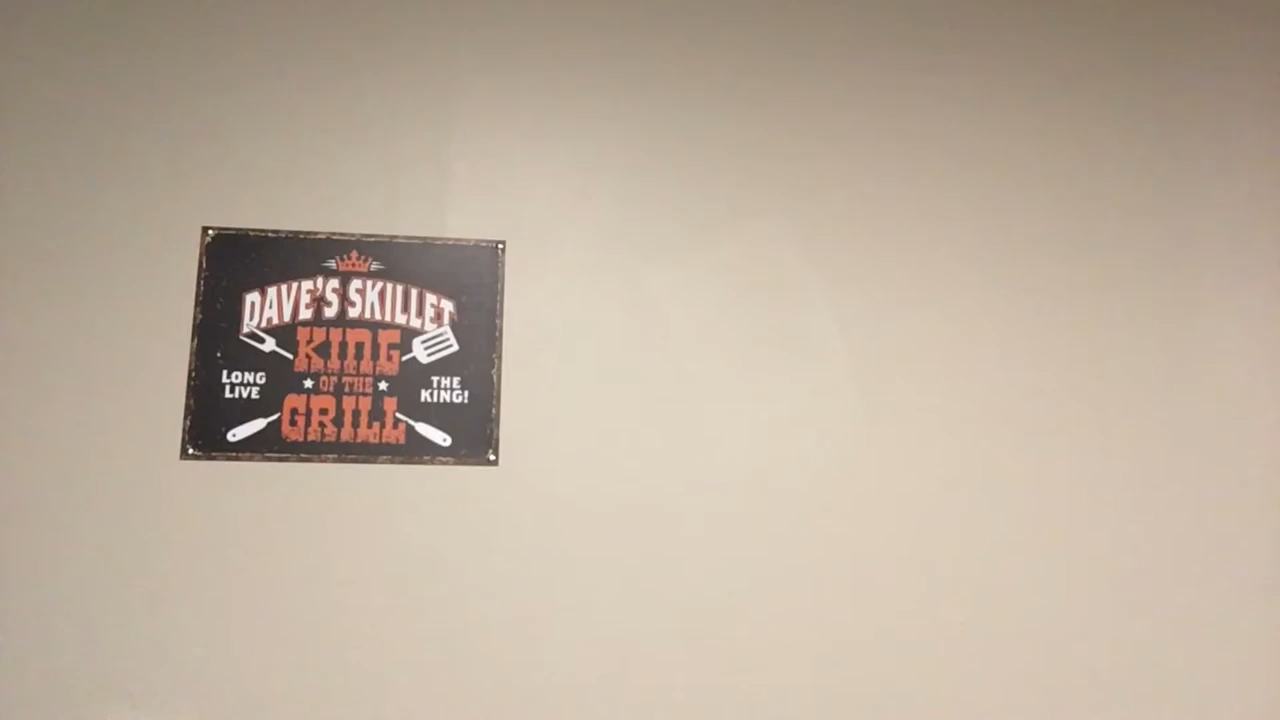 DAVE'S SKILLET
KING
OF THE
GRILL
LONG
LIVE
THE
KING!